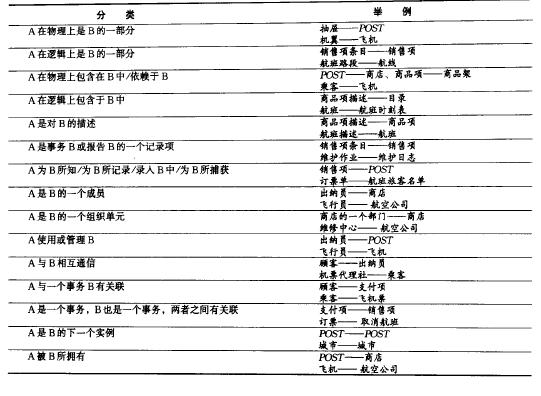 分 类 举 例
A在物理上是B的一部分 抽屉——POST
机翼——飞机
A在逻辑上是B的一部分 销售项条目——销售项
航班路段——航线
A在物理上包含在B中/依赖于B POST——商店、商品项——商品架
乘客——飞机
A在逻辑上包含于B中 商品项描述——目录
航班——航班时刻表
A是对B的描述 商品项描述——商品项
航班描述——航班
A是事务B或报告B的一个记录项 销售项条目——销售项
维护作业——维护日志
A为B所知/为B所记录/录入B中/为B所捕获 销售项——POST
订票单——航班旅客名单
A是B的一个成员 出纳员——商店
飞行员——航空公司
A是B的一个组织单元 商店的一个部门——商店
维修中心——航空公司
A使用或管理B 出纳员——POST
飞行员——飞机
A与B相互通信 顾客——出纳员
机票代理社——乘客
A与一个事务B有关联 顾客——支付项
乘客——飞机票
A是一个事务，B也是一个事务，两者之间有关联 支付项——销售项
订票——取消航班
A是B的下一个实例 POST——POST
城市——城市
A被B所拥有 POST——商店
飞机——航空公司